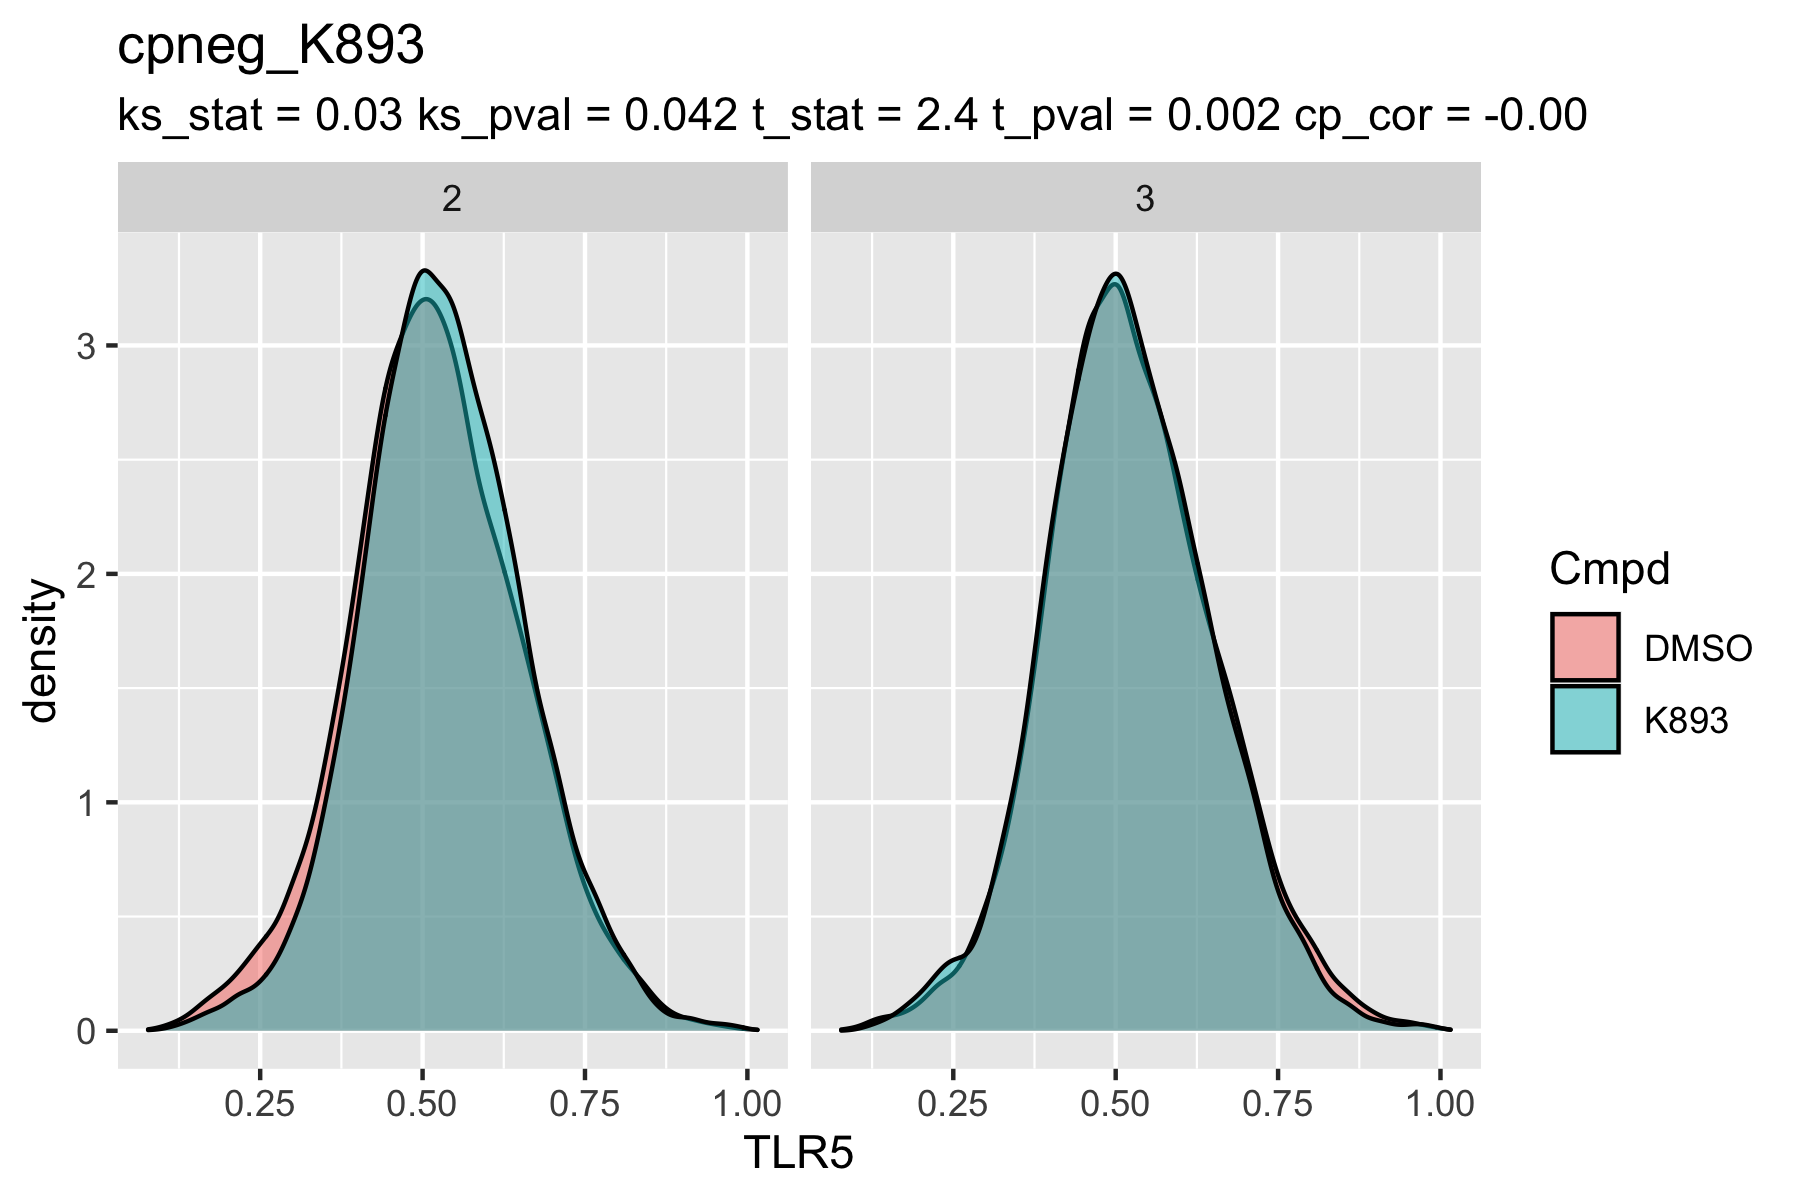 cpneg_K893
ks_stat = 0.03 ks_pval = 0.042 t_stat = 2.4 t_pval = 0.002 cp_cor = -0.00
2
3
density
3
2
1
0
0.25 0.50 0.75 1.00
0.25 0.50 0.75 1.00
TLR5
Cmpd
DMSO
K893